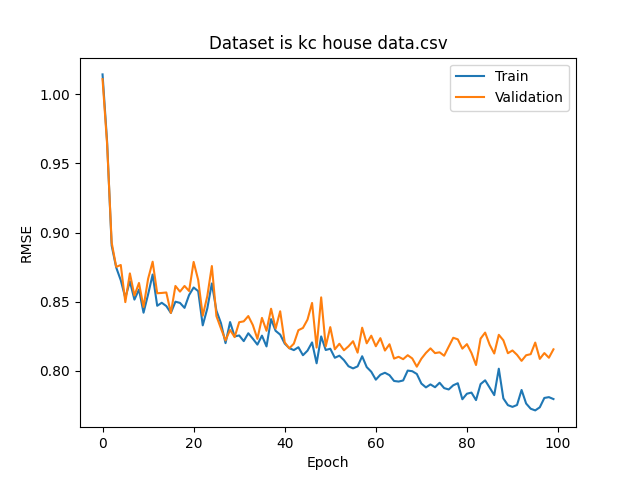 Dataset is kc house data.csv
Train
Validation
1.00
0.95
0.90
0.85
0.80
RMSE
0 20 40 60 80 100
Epoch